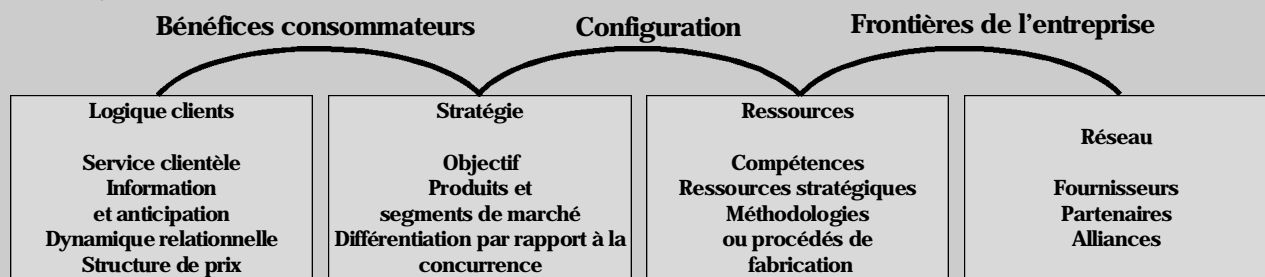 Bénéfices consommateurs
Configuration
Frontières de l'entreprise
Logique clients
Service clientèle
Information
et anticipation
Dynamique relationnelle
Structure de prix
Stratégie
Objectif
Produits et
segments de marché
Différentiation par rapport à la
concurrence
Ressources
Compétences
Ressources stratégiques
Méthodologies
ou procédés de
fabrication
Réseau
Fournisseurs
Partenaires
Alliances